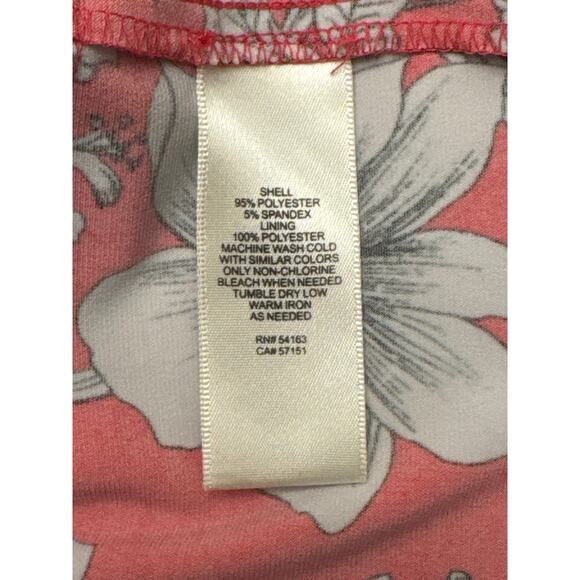 SHELL
95% POLYESTER
5% SPANDEX
LINING
100% POLYESTER
MACHINE WASH COLD
WITH SIMILAR COLORS
ONLY NON-CHLORINE
BLEACH WHEN NEEDED
TUMBLE DRY LOW
WARM IRON
AS NEEDED
RN# 54163
CA# 57151